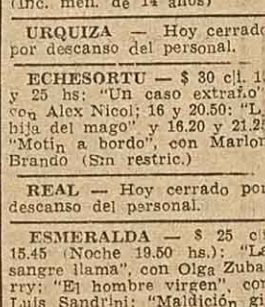 (Inc. men. de 14 años)
URQUIZA — Hoy cerrado
por descanso del personal.
ECHESORTU — $ 30 c|l. 15
y 25 hs: "Un caso extraño"
con Alex Nicol; 16 y 20.50: "La
hija del mago" y 16.20 y 21.25
"Motín a bordo", con Marlon
Brando (Sin restric.)
REAL — Hoy cerrado por
descanso del personal.
ESMERALDA — $ 25 c|
15.45 (Noche 19.50 hs.): "La
sangre llama", con Olga Zuba
rry; "El hombre virgen", con
Luis Sandrini; "Maldición gi